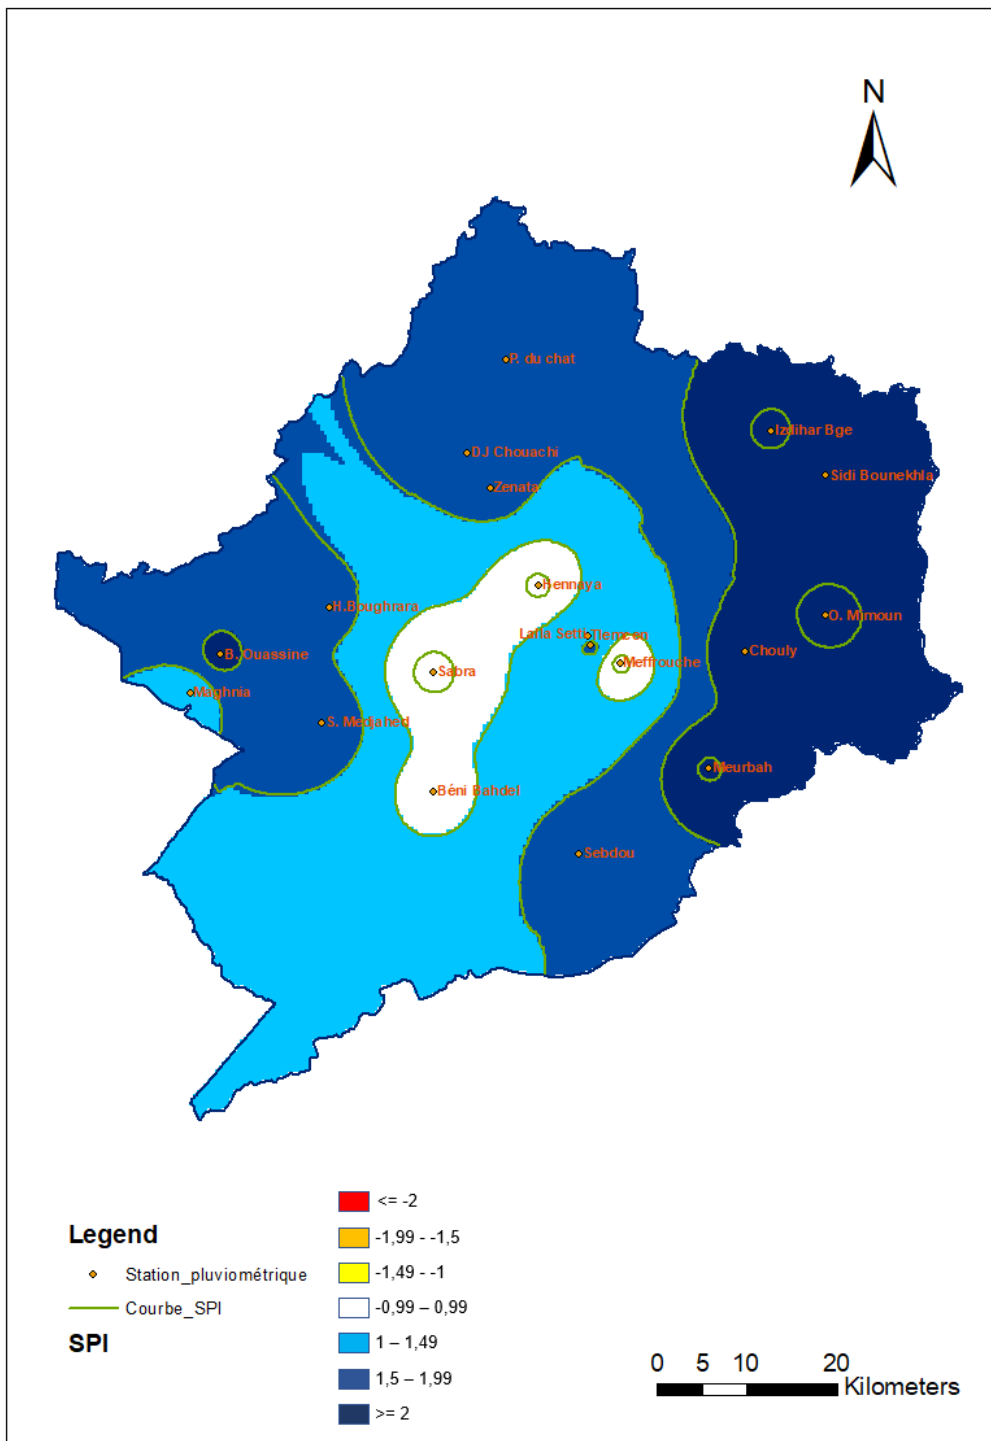 N
P. du chat
Izdihar Bge
DJ Chouachi
Sidi Bounekhla
Zenata
Hennaya
H.Boughrara
O. Mimoun
Lalla Setti
Tlemcen
B. Ouassine
Chouly
Meffrouche
Sabra
Maghnia
S. Medjahed
Meurbah
Béni Bahdel
Sebdou
Legend
Station_pluviométrique
Courbe_SPI
SPI
<= -2
-1,99 - -1,5
-1,49 - -1
-0,99 – 0,99
1 – 1,49
1,5 – 1,99
>= 2
0 5 10 20
Kilometers